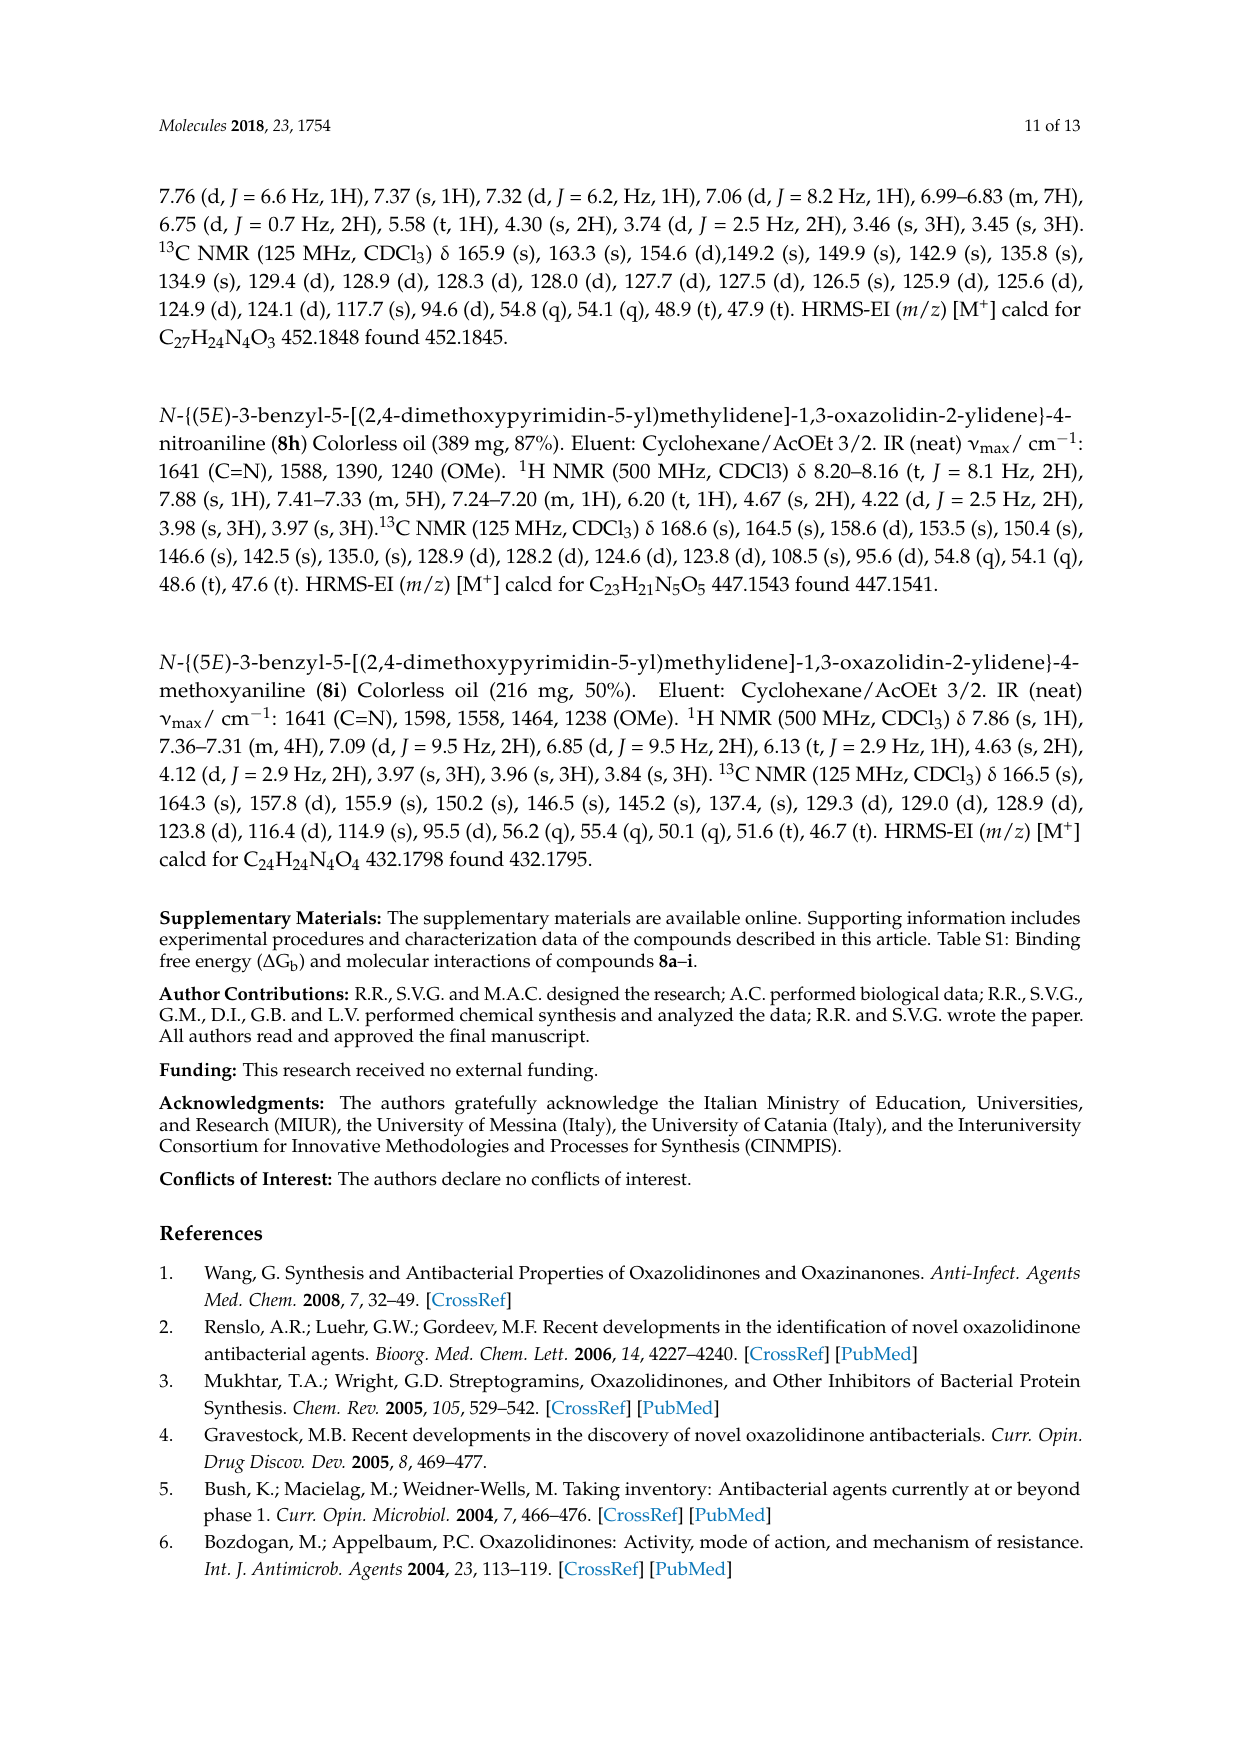 Molecules 2018, 23, 1754
11 of 13
7.76 (d, J = 6.6 Hz, 1H), 7.37 (s, 1H), 7.32 (d, J = 6.2, Hz, 1H), 7.06 (d, J = 8.2 Hz, 1H), 6.99–6.83 (m, 7H),
6.75 (d, J = 0.7 Hz, 2H), 5.58 (t, 1H), 4.30 (s, 2H), 3.74 (d, J = 2.5 Hz, 2H), 3.46 (s, 3H), 3.45 (s, 3H).
¹³C NMR (125 MHz, CDCl₃) δ 165.9 (s), 163.3 (s), 154.6 (d),149.2 (s), 149.9 (s), 142.9 (s), 135.8 (s),
134.9 (s), 129.4 (d), 128.9 (d), 128.3 (d), 128.0 (d), 127.7 (d), 127.5 (d), 126.5 (s), 125.9 (d), 125.6 (d),
124.9 (d), 124.1 (d), 117.7 (s), 94.6 (d), 54.8 (q), 54.1 (q), 48.9 (t), 47.9 (t). HRMS-EI (m/z) [M⁺] calcd for
C₂₇H₂₄N₄O₃ 452.1848 found 452.1845.
N-{(5E)-3-benzyl-5-[(2,4-dimethoxypyrimidin-5-yl)methylidene]-1,3-oxazolidin-2-ylidene}-4-
nitroaniline (8h) Colorless oil (389 mg, 87%). Eluent: Cyclohexane/AcOEt 3/2. IR (neat) νmax/ cm⁻¹:
1641 (C=N), 1588, 1390, 1240 (OMe). ¹H NMR (500 MHz, CDCl3) δ 8.20–8.16 (t, J = 8.1 Hz, 2H),
7.88 (s, 1H), 7.41–7.33 (m, 5H), 7.24–7.20 (m, 1H), 6.20 (t, 1H), 4.67 (s, 2H), 4.22 (d, J = 2.5 Hz, 2H),
3.98 (s, 3H), 3.97 (s, 3H).¹³C NMR (125 MHz, CDCl₃) δ 168.6 (s), 164.5 (s), 158.6 (d), 153.5 (s), 150.4 (s),
146.6 (s), 142.5 (s), 135.0, (s), 128.9 (d), 128.2 (d), 124.6 (d), 123.8 (d), 108.5 (s), 95.6 (d), 54.8 (q), 54.1 (q),
48.6 (t), 47.6 (t). HRMS-EI (m/z) [M⁺] calcd for C₂₃H₂₁N₅O₅ 447.1543 found 447.1541.
N-{(5E)-3-benzyl-5-[(2,4-dimethoxypyrimidin-5-yl)methylidene]-1,3-oxazolidin-2-ylidene}-4-
methoxyaniline (8i) Colorless oil (216 mg, 50%). Eluent: Cyclohexane/AcOEt 3/2. IR (neat)
νmax/ cm⁻¹: 1641 (C=N), 1598, 1558, 1464, 1238 (OMe). ¹H NMR (500 MHz, CDCl₃) δ 7.86 (s, 1H),
7.36–7.31 (m, 4H), 7.09 (d, J = 9.5 Hz, 2H), 6.85 (d, J = 9.5 Hz, 2H), 6.13 (t, J = 2.9 Hz, 1H), 4.63 (s, 2H),
4.12 (d, J = 2.9 Hz, 2H), 3.97 (s, 3H), 3.96 (s, 3H), 3.84 (s, 3H). ¹³C NMR (125 MHz, CDCl₃) δ 166.5 (s),
164.3 (s), 157.8 (d), 155.9 (s), 150.2 (s), 146.5 (s), 145.2 (s), 137.4, (s), 129.3 (d), 129.0 (d), 128.9 (d),
123.8 (d), 116.4 (d), 114.9 (s), 95.5 (d), 56.2 (q), 55.4 (q), 50.1 (q), 51.6 (t), 46.7 (t). HRMS-EI (m/z) [M⁺]
calcd for C₂₄H₂₄N₄O₄ 432.1798 found 432.1795.
Supplementary Materials: The supplementary materials are available online. Supporting information includes
experimental procedures and characterization data of the compounds described in this article. Table S1: Binding
free energy (ΔGb) and molecular interactions of compounds 8a–i.
Author Contributions: R.R., S.V.G. and M.A.C. designed the research; A.C. performed biological data; R.R., S.V.G.,
G.M., D.I., G.B. and L.V. performed chemical synthesis and analyzed the data; R.R. and S.V.G. wrote the paper.
All authors read and approved the final manuscript.
Funding: This research received no external funding.
Acknowledgments: The authors gratefully acknowledge the Italian Ministry of Education, Universities,
and Research (MIUR), the University of Messina (Italy), the University of Catania (Italy), and the Interuniversity
Consortium for Innovative Methodologies and Processes for Synthesis (CINMPIS).
Conflicts of Interest: The authors declare no conflicts of interest.
References
1. Wang, G. Synthesis and Antibacterial Properties of Oxazolidinones and Oxazinanones. Anti-Infect. Agents
Med. Chem. 2008, 7, 32–49. [CrossRef]
2. Renslo, A.R.; Luehr, G.W.; Gordeev, M.F. Recent developments in the identification of novel oxazolidinone
antibacterial agents. Bioorg. Med. Chem. Lett. 2006, 14, 4227–4240. [CrossRef] [PubMed]
3. Mukhtar, T.A.; Wright, G.D. Streptogramins, Oxazolidinones, and Other Inhibitors of Bacterial Protein
Synthesis. Chem. Rev. 2005, 105, 529–542. [CrossRef] [PubMed]
4. Gravestock, M.B. Recent developments in the discovery of novel oxazolidinone antibacterials. Curr. Opin.
Drug Discov. Dev. 2005, 8, 469–477.
5. Bush, K.; Macielag, M.; Weidner-Wells, M. Taking inventory: Antibacterial agents currently at or beyond
phase 1. Curr. Opin. Microbiol. 2004, 7, 466–476. [CrossRef] [PubMed]
6. Bozdogan, M.; Appelbaum, P.C. Oxazolidinones: Activity, mode of action, and mechanism of resistance.
Int. J. Antimicrob. Agents 2004, 23, 113–119. [CrossRef] [PubMed]